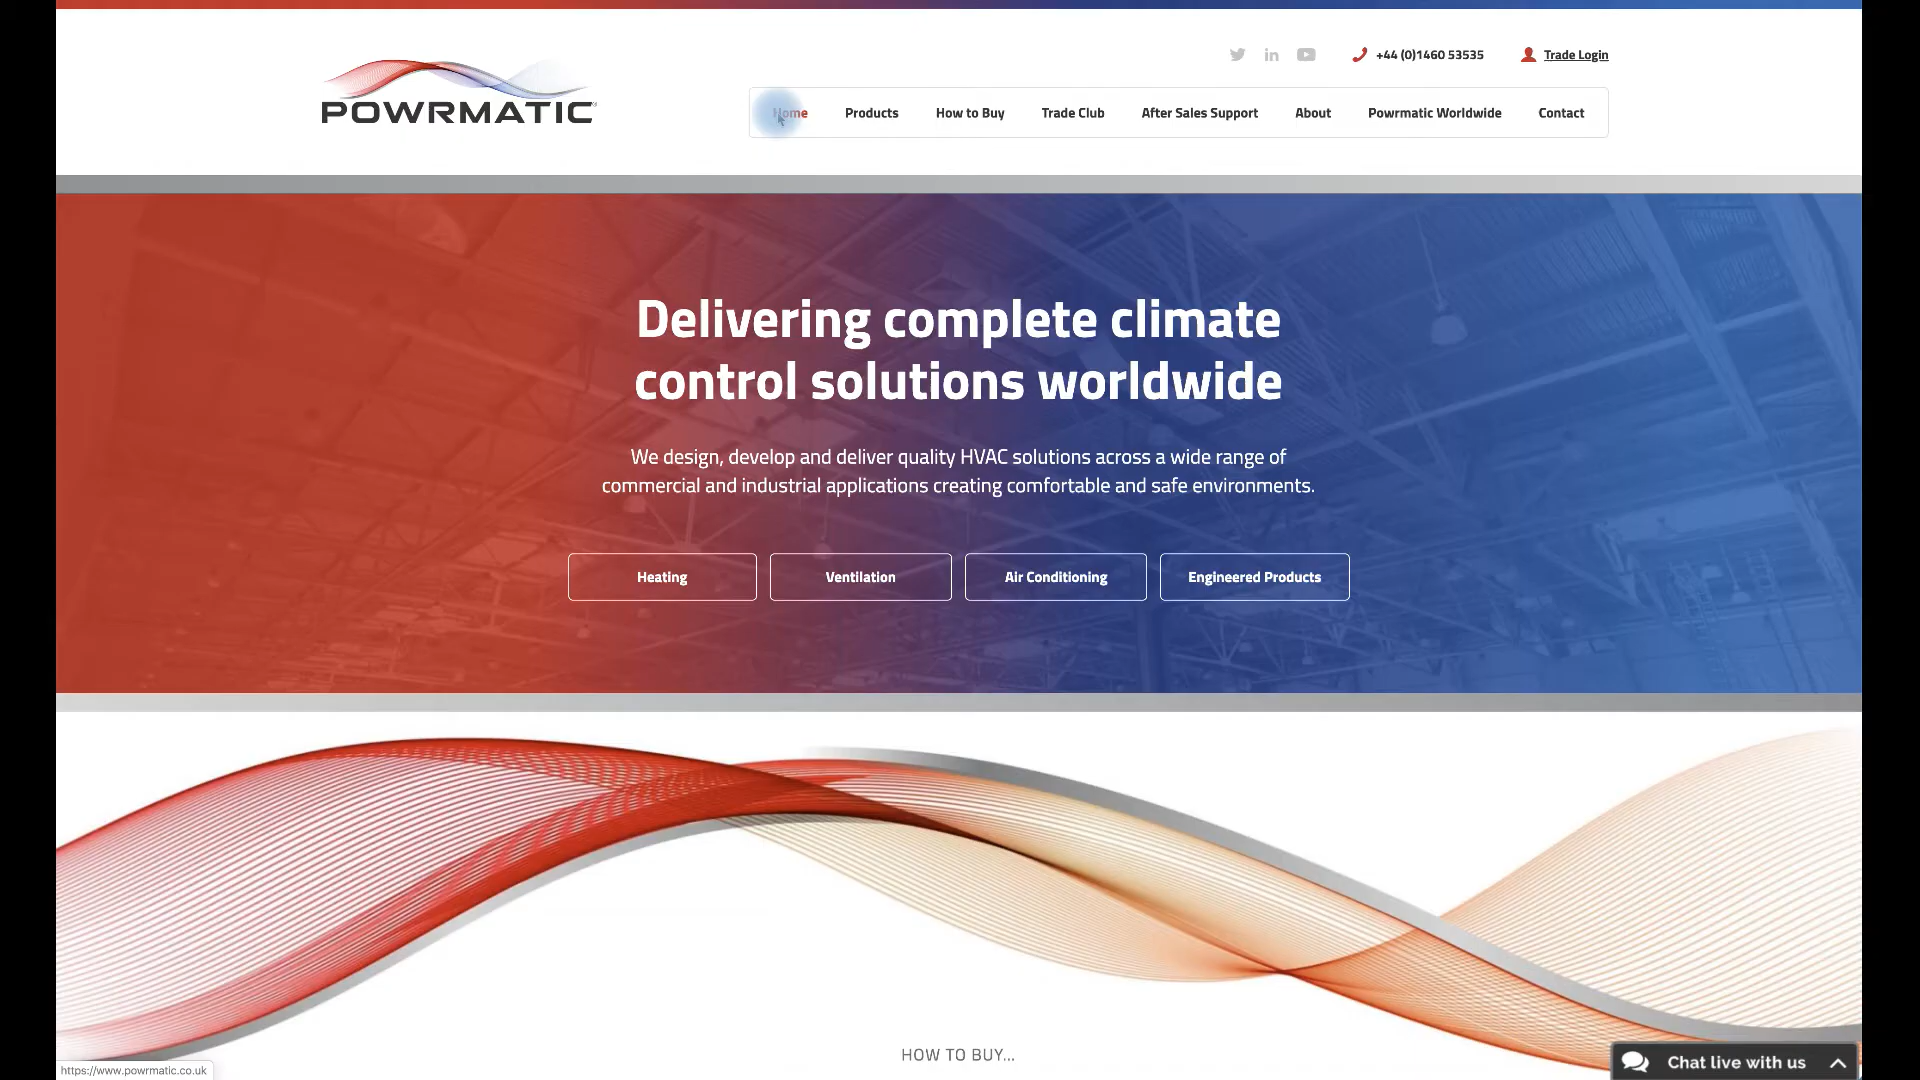 +44 (0)1460 53535
Trade Login
POWRMATIC
Home
Products
How to Buy
Trade Club
After Sales Support
About
Powrmatic Worldwide
Contact
Delivering complete climate
control solutions worldwide
We design, develop and deliver quality HVAC solutions across a wide range of
commercial and industrial applications creating comfortable and safe environments.
Heating
Ventilation
Air Conditioning
Engineered Products
HOW TO BUY...
https://www.powrmatic.co.uk
Chat live with us